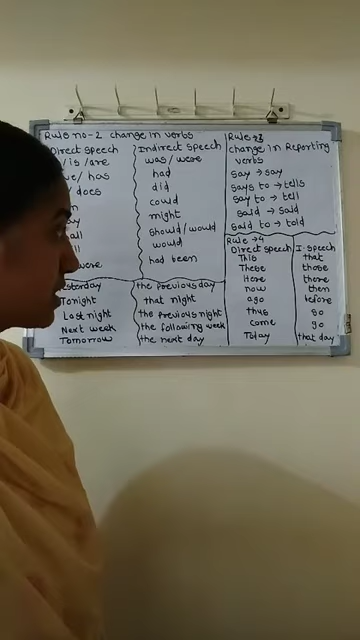 Rule no-2 change in verbs
Direct Speech Indirect Speech
/is/are was/were
/has had
/does did
could
might
should/would
would
were had been
Yesterday the previous day
Tonight that night
Last night the previous night
Next week the following week
Tomorrow the next day
Rule 3
change in Reporting
verbs
say → say
says to → tells
say to → tell
said → said
said to → told
Rule → 4
Direct speech I. speech
This that
These those
Here there
now then
ago before
thus so
come go
Today that day